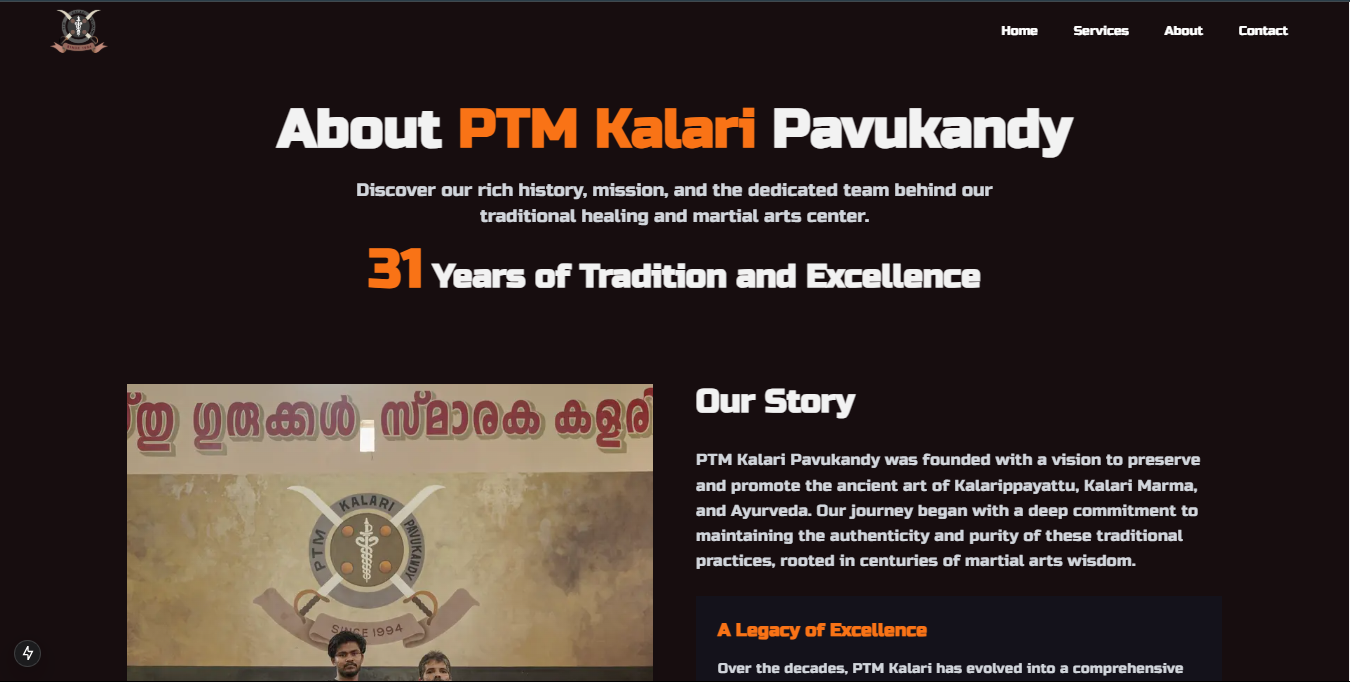 Home Services About Contact
About PTM Kalari Pavukandy
Discover our rich history, mission, and the dedicated team behind our
traditional healing and martial arts center.
31 Years of Tradition and Excellence
ഗുരുക്കൾ സ്മാരക കളരി
PTM KALARI PAVUKANDY
SINCE 1994
Our Story
PTM Kalari Pavukandy was founded with a vision to preserve
and promote the ancient art of Kalarippayattu, Kalari Marma,
and Ayurveda. Our journey began with a deep commitment to
maintaining the authenticity and purity of these traditional
practices, rooted in centuries of martial arts wisdom.
A Legacy of Excellence
Over the decades, PTM Kalari has evolved into a comprehensive